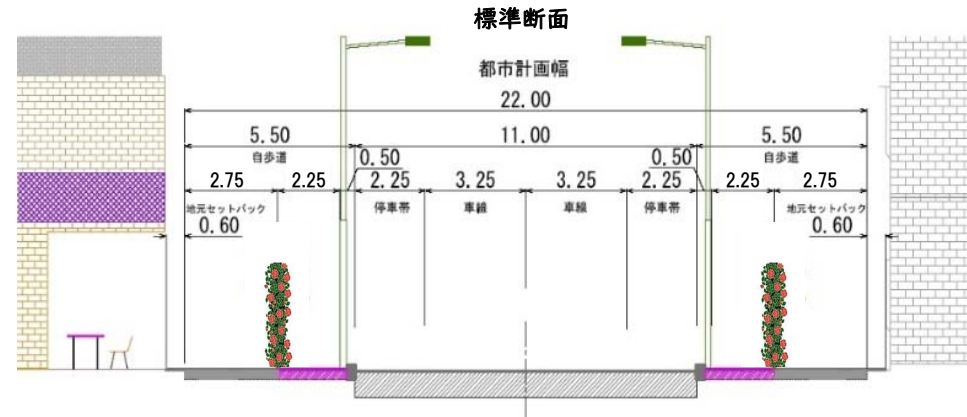 標準断面
都市計画幅
22.00
5.50 11.00 5.50
自歩道 自歩道
0.50 0.50
2.75 2.25 2.25 3.25 3.25 2.25 2.25 2.75
停車帯 車線 車線 停車帯
地元セットバック 地元セットバック
0.60 0.60